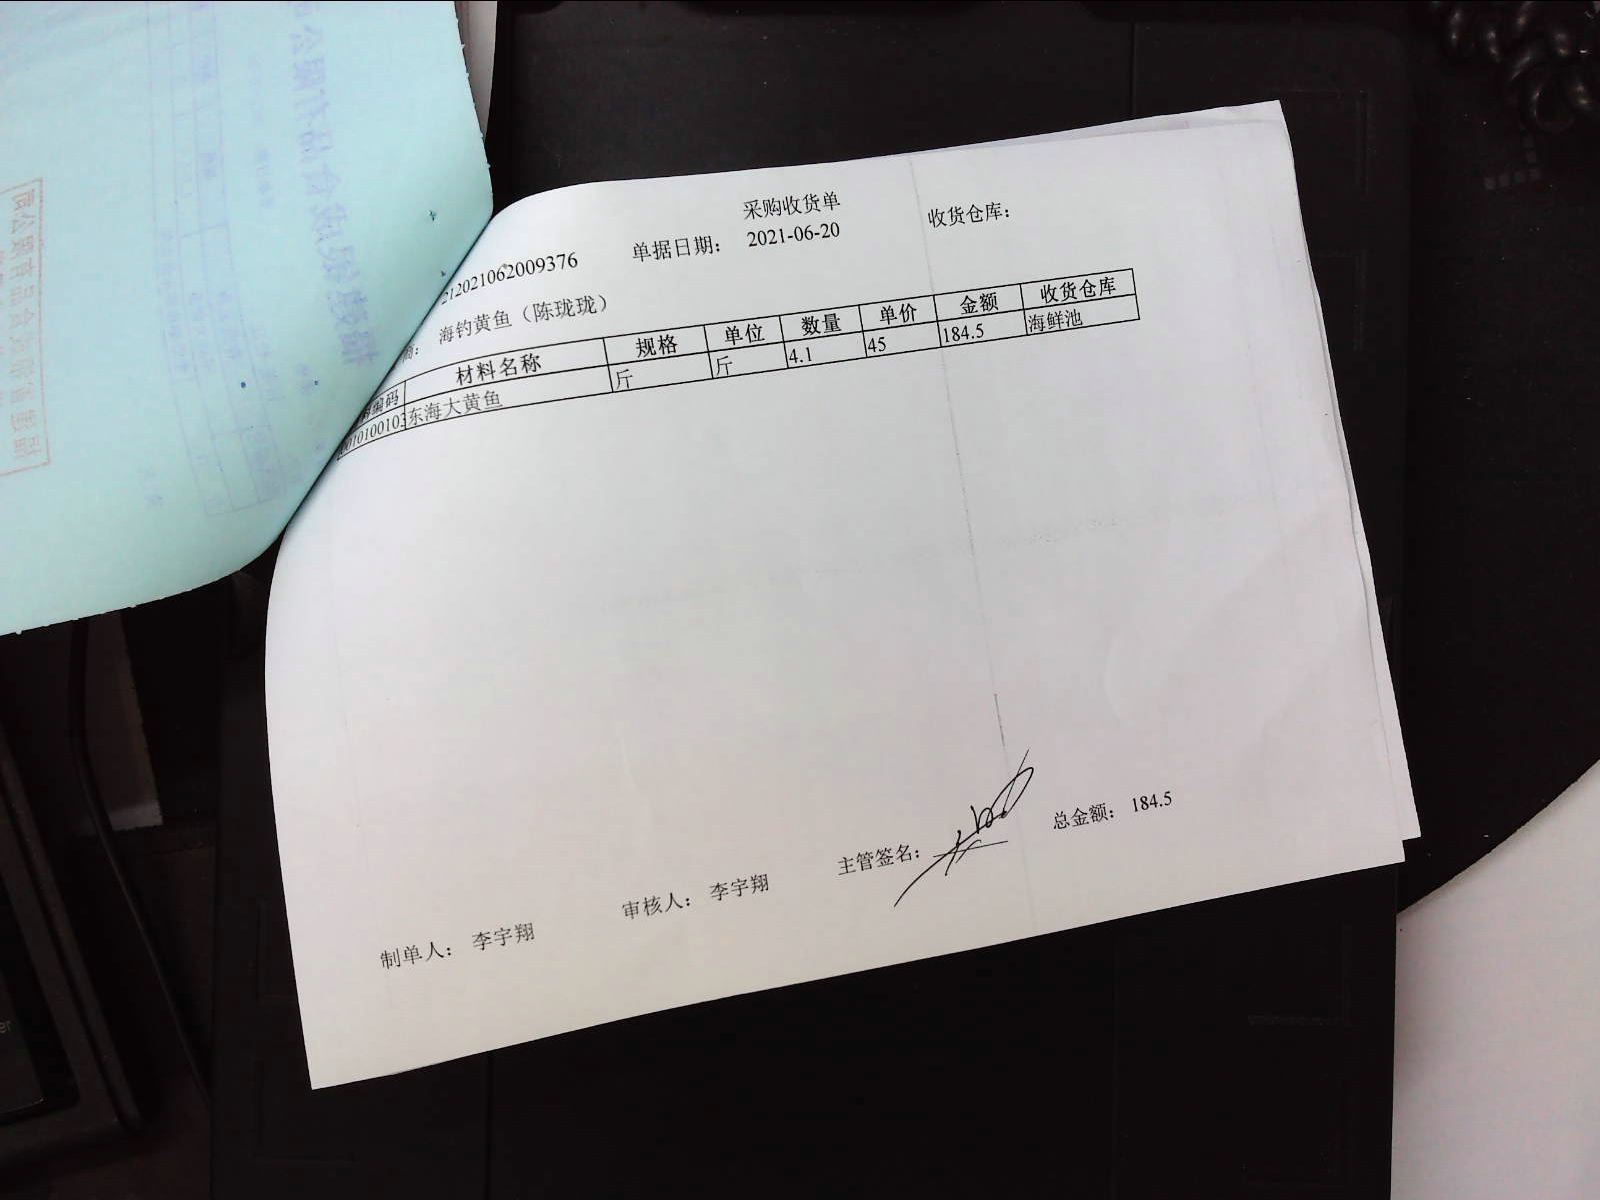 采购收货单
212021062009376 单据日期： 2021-06-20 收货仓库：
商： 海钓黄鱼（陈珑珑）
编码 材料名称 规格 单位 数量 单价 金额 收货仓库
010100103 东海大黄鱼 斤 斤 4.1 45 184.5 海鲜池
制单人： 李宇翔 审核人： 李宇翔 主管签名： 总金额： 184.5